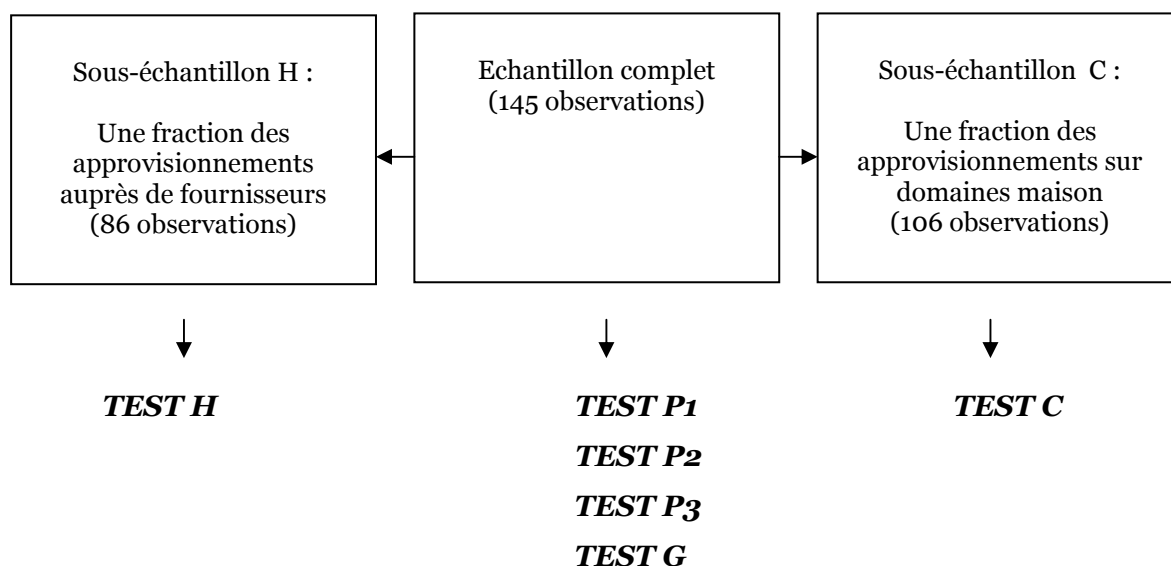 Sous-échantillon H :
Une fraction des
approvisionnements
auprès de fournisseurs
(86 observations)
Echantillon complet
(145 observations)
Sous-échantillon C :
Une fraction des
approvisionnements sur
domaines maison
(106 observations)
TEST H
TEST P1
TEST P2
TEST P3
TEST G
TEST C